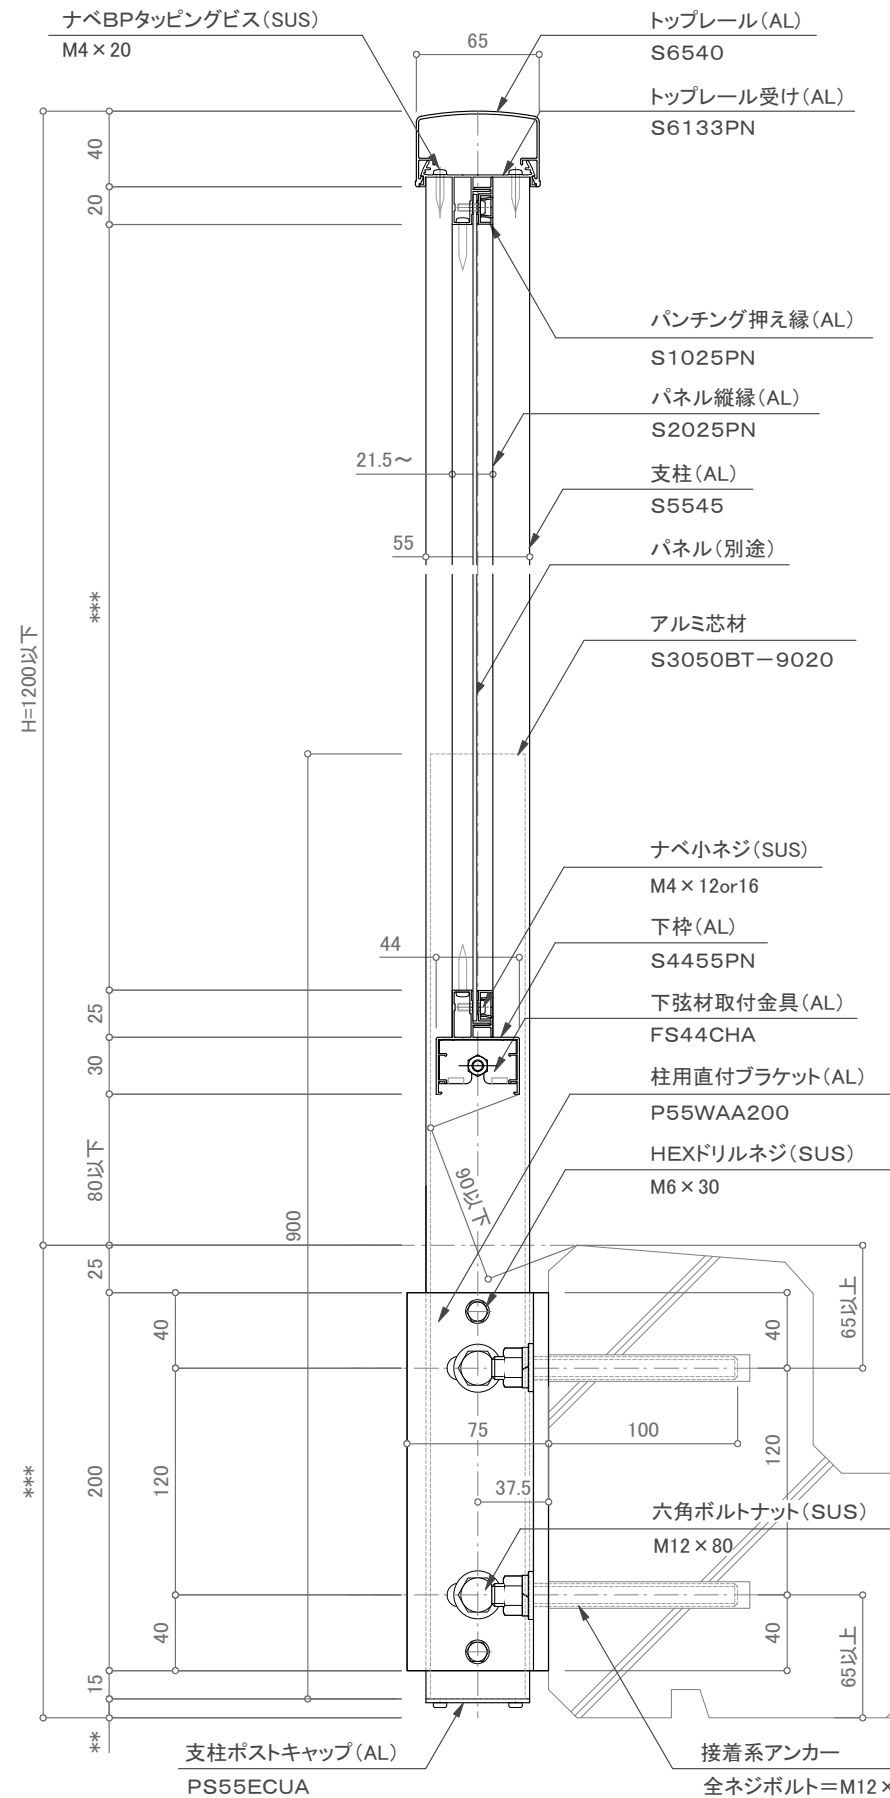 ナベBPタッピングビス(SUS)
M4×20
65
トップレール(AL)
S6540
トップレール受け(AL)
S6133PN
40
20
パンチング押え縁(AL)
S1025PN
パネル縦縁(AL)
S2025PN
21.5～
支柱(AL)
S5545
55
パネル(別途)
***
H=1200以下
アルミ芯材
S3050BT－9020
ナベ小ネジ(SUS)
M4×12or16
下枠(AL)
S4455PN
44
下弦材取付金具(AL)
FS44CHA
25
30
柱用直付ブラケット(AL)
P55WAA200
HEXドリルネジ(SUS)
M6×30
80以下
90以下
900
25
65以上
40
40
75
100
120
200
120
***
37.5
六角ボルトナット(SUS)
M12×80
40
40
65以上
15
**
支柱ポストキャップ(AL)
PS55ECUA
接着系アンカー
全ネジボルト=M12×